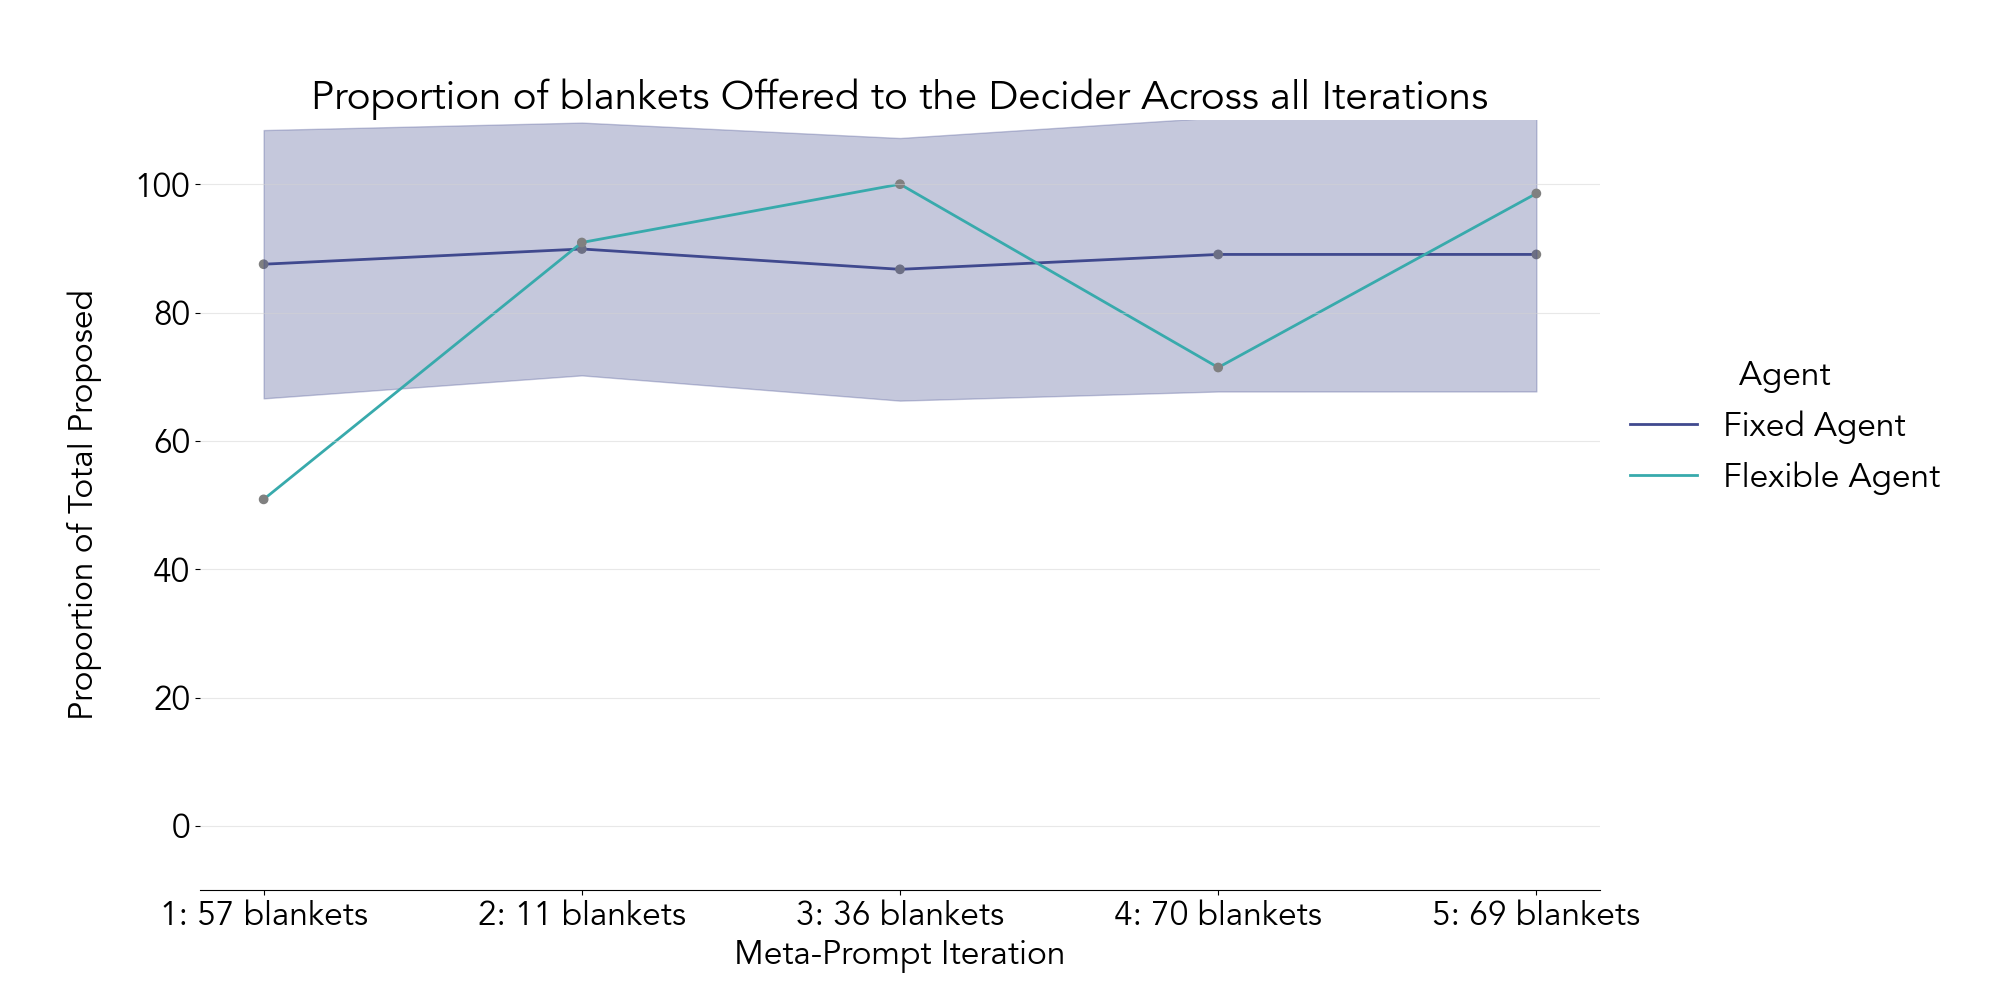 Proportion of blankets Offered to the Decider Across all Iterations
Proportion of Total Proposed
100
80
60
40
20
0
1: 57 blankets
2: 11 blankets
3: 36 blankets
4: 70 blankets
5: 69 blankets
Meta-Prompt Iteration
Agent
Fixed Agent
Flexible Agent